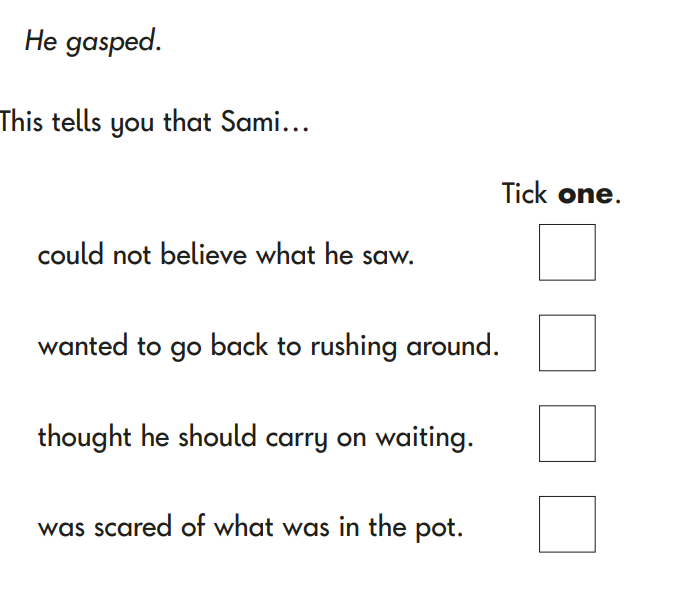 He gasped.
This tells you that Sami...
Tick one.
could not believe what he saw.
wanted to go back to rushing around.
thought he should carry on waiting.
was scared of what was in the pot.